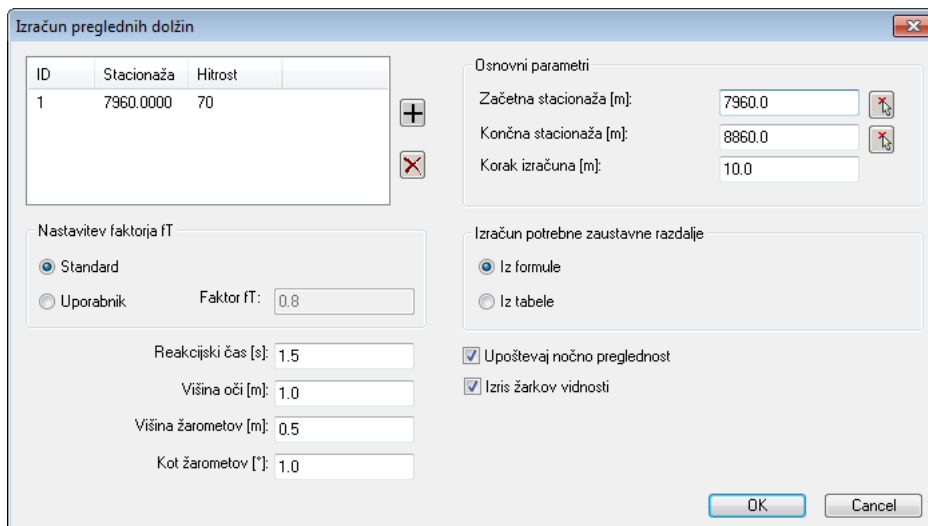 Izračun preglednih dolžin
ID Stacionaža Hitrost
1 7960.0000 70
Osnovni parametri
Začetna stacionaža [m]: 7960.0
Končna stacionaža [m]: 8860.0
Korak izračuna [m]: 10.0
Nastavitev faktorja fT
Standard
Uporabnik Faktor fT: 0.8
Izračun potrebne zaustavne razdalje
Iz formule
Iz tabele
Reakcijski čas [s]: 1.5
Višina oči [m]: 1.0
Višina žarometov [m]: 0.5
Kot žarometov [°]: 1.0
Upoštevaj nočno preglednost
Izris žarkov vidnosti
OK Cancel